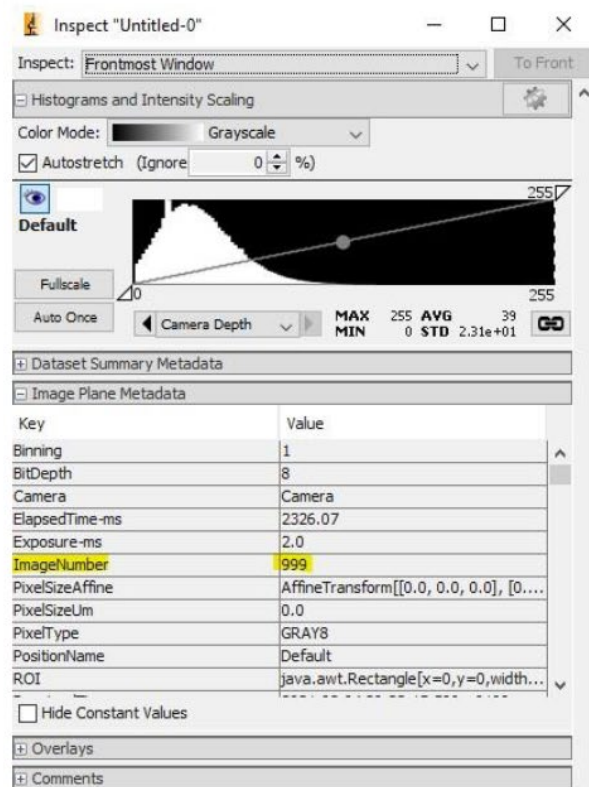 Inspect "Untitled-0"
Inspect: Frontmost Window To Front
Histograms and Intensity Scaling
Color Mode: Grayscale
Autostretch (Ignore 0 %)
255
Default
Fullscale
0 255
Auto Once Camera Depth MAX 255 AVG 39
MIN 0 STD 2.31e+01
Dataset Summary Metadata
Image Plane Metadata
Key Value
Binning 1
BitDepth 8
Camera Camera
ElapsedTime-ms 2326.07
Exposure-ms 2.0
ImageNumber 999
PixelSizeAffine AffineTransform[[0.0, 0.0, 0.0], [0....
PixelSizeUm 0.0
PixelType GRAY8
PositionName Default
ROI java.awt.Rectangle[x=0,y=0,width...
Hide Constant Values
Overlays
Comments